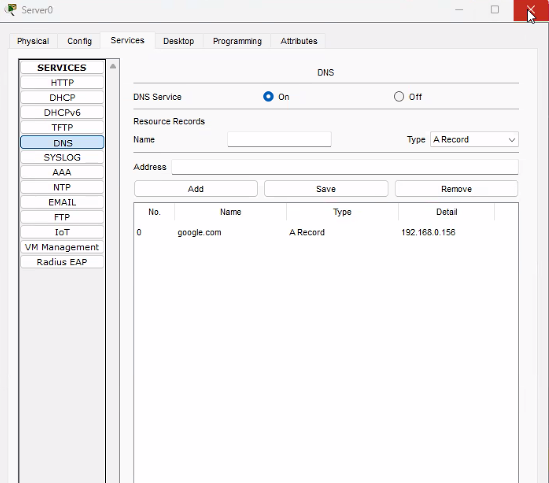 Server0
Physical Config Services Desktop Programming Attributes
SERVICES
HTTP
DHCP
DHCPv6
TFTP
DNS
SYSLOG
AAA
NTP
EMAIL
FTP
IoT
VM Management
Radius EAP
DNS
DNS Service On Off
Resource Records
Name Type A Record
Address
Add Save Remove
No. Name Type Detail
0 google.com A Record 192.168.0.156